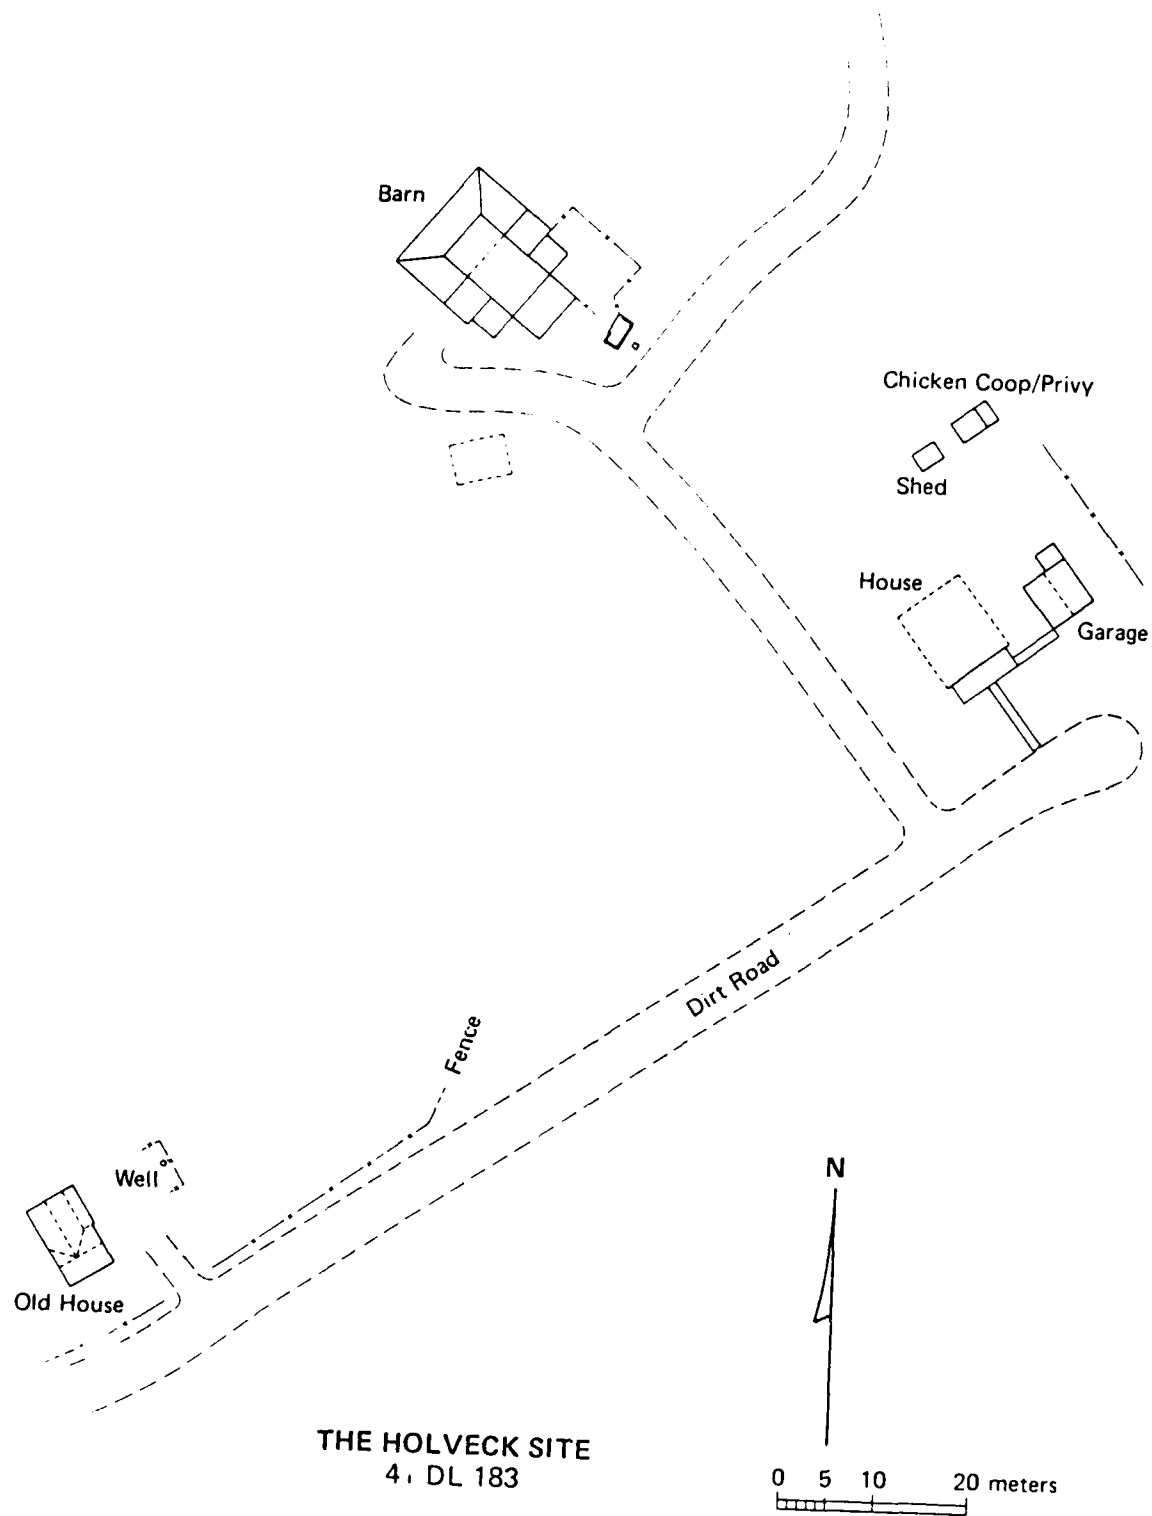 Barn
Chicken Coop/Privy
Shed
House
Garage
Dirt Road
Fence
Well
Old House
N
THE HOLVECK SITE
DL 183
0 5 10 20 meters